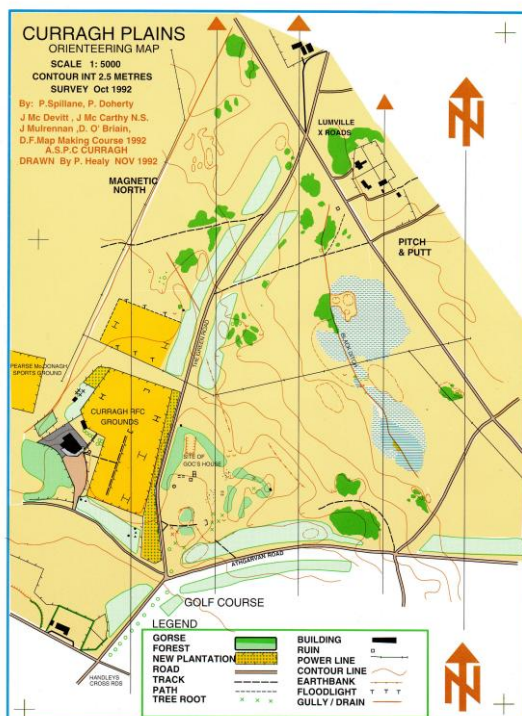 CURRAGH PLAINS
ORIENTEERING MAP
SCALE 1: 5000
CONTOUR INT 2.5 METRES
SURVEY Oct 1992
By: P.Spillane, P. Doherty
J Mc Devitt , J Mc Carthy N.S.
J Mulrennan ,D. O' Briain,
D.F.Map Making Course 1992
A.S.P.C CURRAGH
DRAWN By P. Healy NOV 1992
MAGNETIC
NORTH
LUMVILLE
X ROADS
PITCH
& PUTT
THE GREEN ROAD
PEARSE McDONAGH
SPORTS GROUND
CURRAGH RFC
GROUNDS
SITE OF
GOC'S HOUSE
ATHGARVAN ROAD
GOLF COURSE
HANDLEYS
CROSS RDS
LEGEND
GORSE
FOREST
NEW PLANTATION
ROAD
TRACK
PATH
TREE ROOT
BUILDING
RUIN
POWER LINE
CONTOUR LINE
EARTHBANK
FLOODLIGHT
GULLY / DRAIN